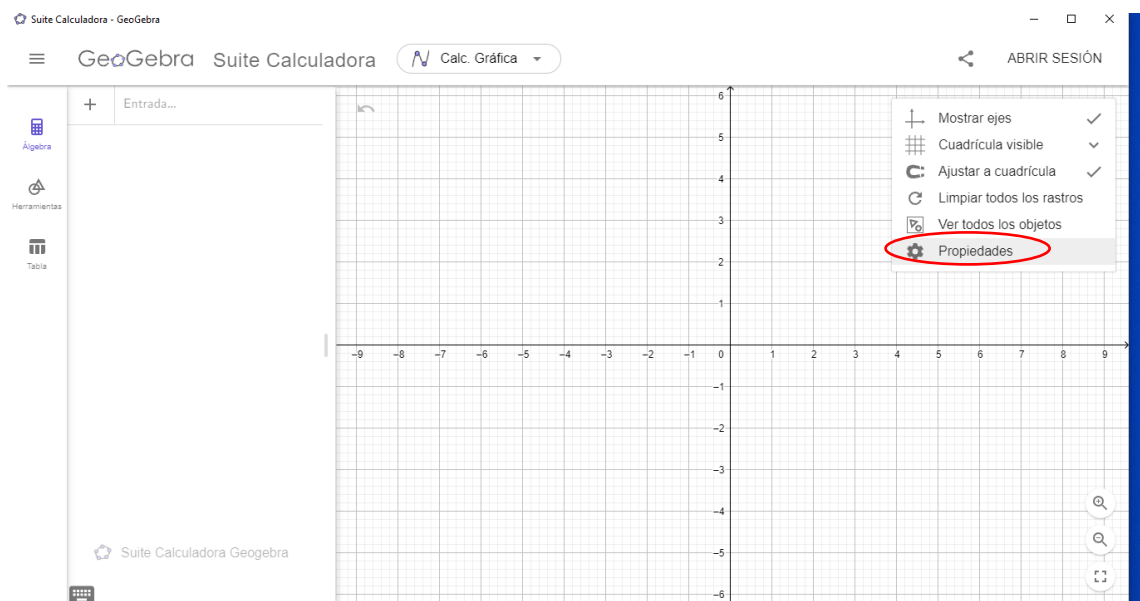 Suite Calculadora - GeoGebra
GeoGebra Suite Calculadora Calc. Gráfica ABRIR SESIÓN
Álgebra
Herramientas
Tabla
Entrada...
Mostrar ejes
Cuadrícula visible
Ajustar a cuadrícula
Limpiar todos los rastros
Ver todos los objetos
Propiedades
6
5
4
3
2
1
–9 –8 –7 –6 –5 –4 –3 –2 –1 0 1 2 3 4 5 6 7 8 9
–1
–2
–3
–4
–5
–6
Suite Calculadora Geogebra